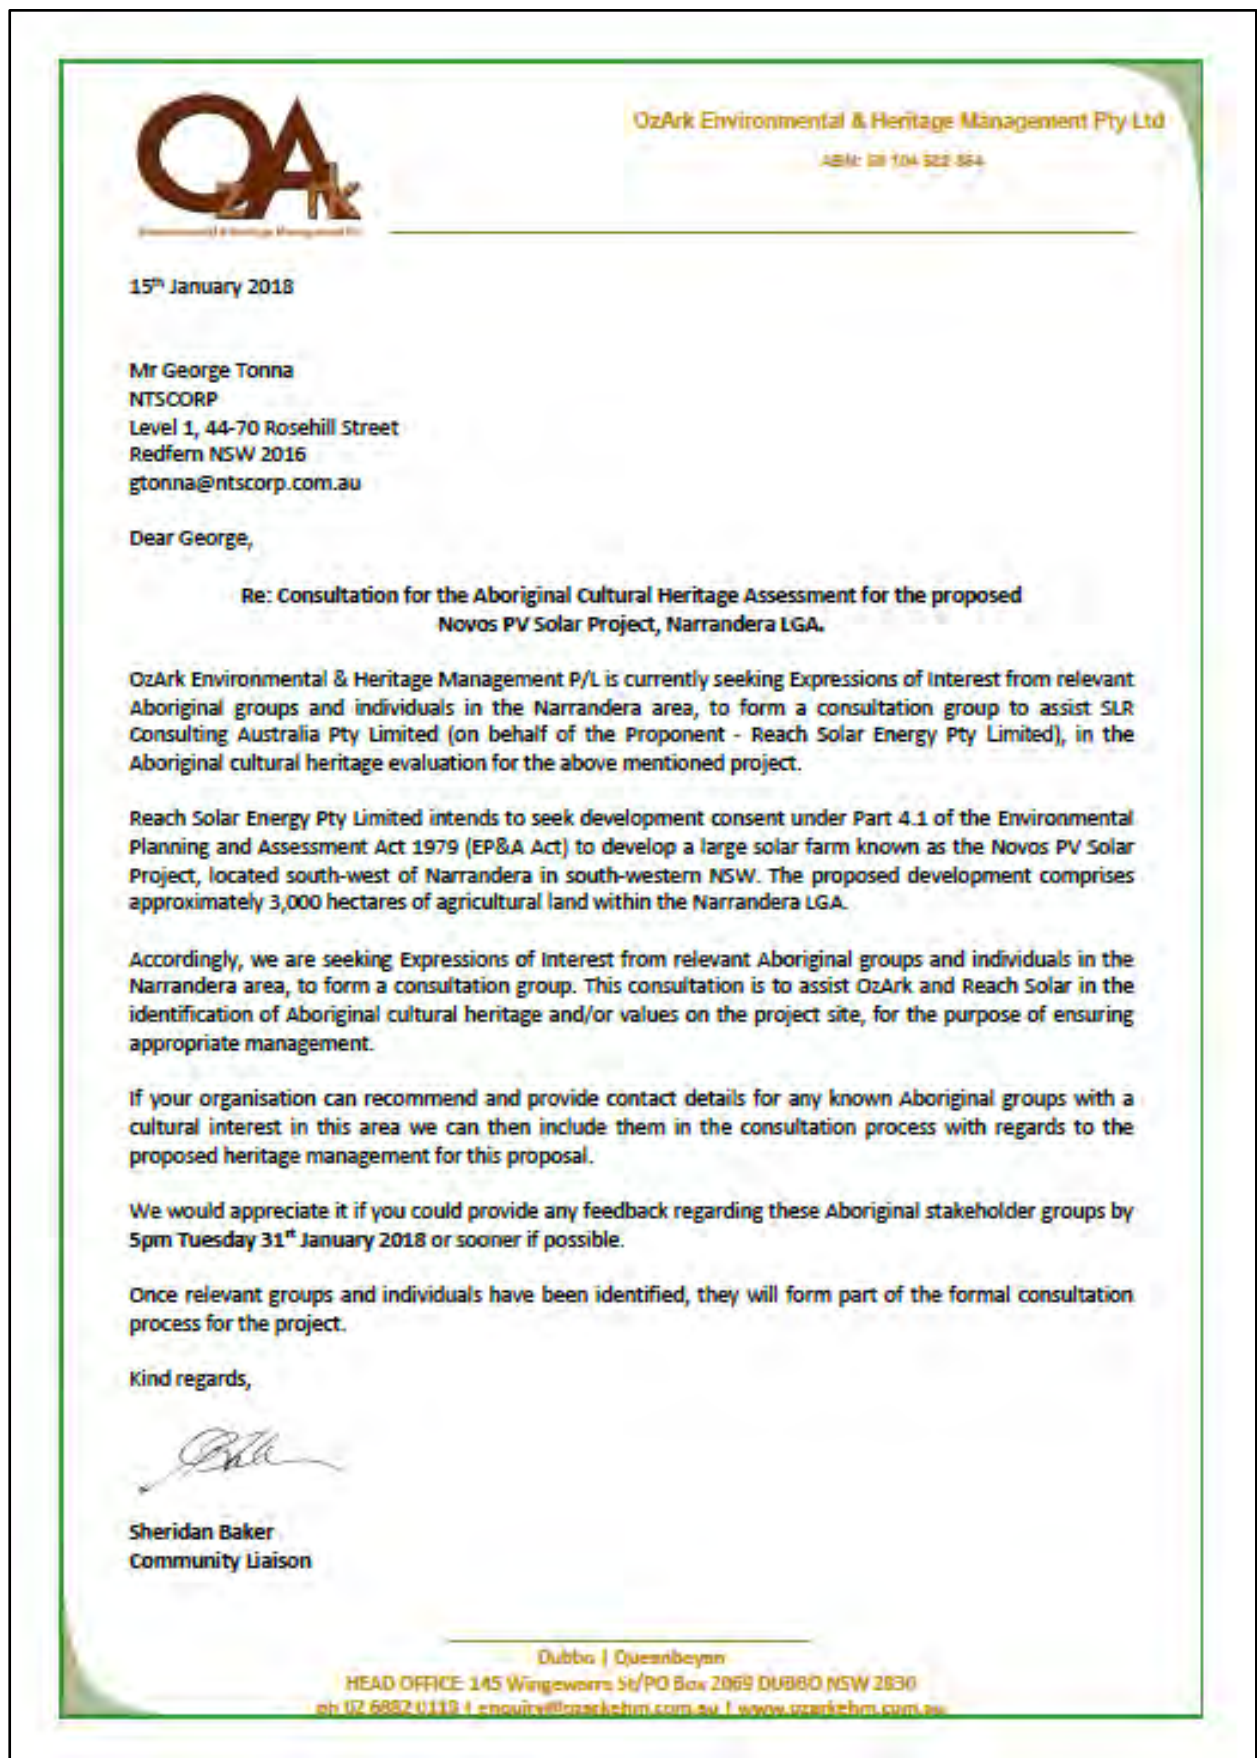 OzArk
OzArk Environmental & Heritage Management Pty Ltd
ABN: 104
15th January 2018
Mr George Tonna
NTSCORP
Level 1, 44-70 Rosehill Street
Redfern NSW 2016
gtonna@ntscorp.com.au
Dear George,
Re: Consultation for the Aboriginal Cultural Heritage Assessment for the proposed
Novos PV Solar Project, Narrandera LGA.
OzArk Environmental & Heritage Management P/L is currently seeking Expressions of Interest from relevant
Aboriginal groups and individuals in the Narrandera area, to form a consultation group to assist SLR
Consulting Australia Pty Limited (on behalf of the Proponent - Reach Solar Energy Pty Limited), in the
Aboriginal cultural heritage evaluation for the above mentioned project.
Reach Solar Energy Pty Limited intends to seek development consent under Part 4.1 of the Environmental
Planning and Assessment Act 1979 (EP&A Act) to develop a large solar farm known as the Novos PV Solar
Project, located south-west of Narrandera in south-western NSW. The proposed development comprises
approximately 3,000 hectares of agricultural land within the Narrandera LGA.
Accordingly, we are seeking Expressions of Interest from relevant Aboriginal groups and individuals in the
Narrandera area, to form a consultation group. This consultation is to assist OzArk and Reach Solar in the
identification of Aboriginal cultural heritage and/or values on the project site, for the purpose of ensuring
appropriate management.
If your organisation can recommend and provide contact details for any known Aboriginal groups with a
cultural interest in this area we can then include them in the consultation process with regards to the
proposed heritage management for this proposal.
We would appreciate it if you could provide any feedback regarding these Aboriginal stakeholder groups by
5pm Tuesday 31st January 2018 or sooner if possible.
Once relevant groups and individuals have been identified, they will form part of the formal consultation
process for the project.
Kind regards,
Sheridan Baker
Community Liaison
Dubbo | Queanbeyan
HEAD OFFICE: 145 Wingewarra St/PO Box 2069 DUBBO NSW 2830
ph 02 6882 0118 | enquiry@ozarkehm.com.au | www.ozarkehm.com.au